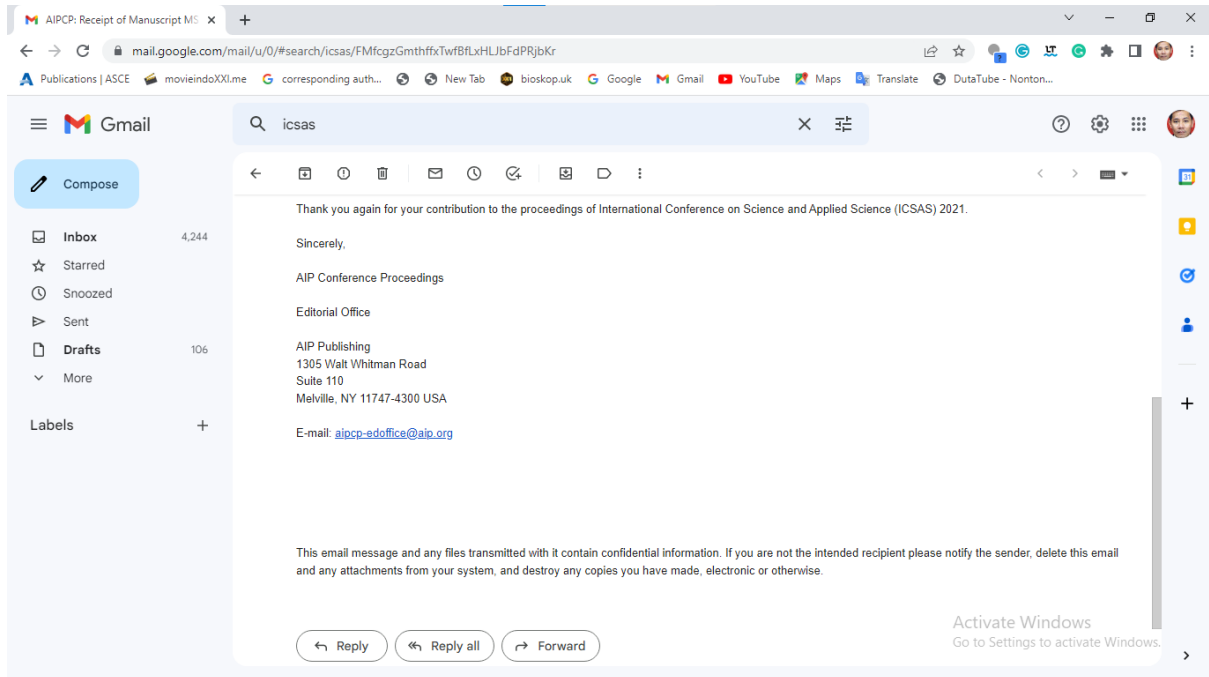 AIPCP: Receipt of Manuscript MS
mail.google.com/mail/u/0/#search/icsas/FMfcgzGmthffxTwfBfLxHLJbFdPRjbKr
Publications | ASCE movieindoXXI.me corresponding auth... New Tab bioskop.uk Google Gmail YouTube Maps Translate DutaTube - Nonton...
Gmail
icsas
Compose
Inbox 4,244
Starred
Snoozed
Sent
Drafts 106
More
Labels
Thank you again for your contribution to the proceedings of International Conference on Science and Applied Science (ICSAS) 2021.
Sincerely,
AIP Conference Proceedings
Editorial Office
AIP Publishing
1305 Walt Whitman Road
Suite 110
Melville, NY 11747-4300 USA
E-mail: aipcp-edoffice@aip.org
This email message and any files transmitted with it contain confidential information. If you are not the intended recipient please notify the sender, delete this email
and any attachments from your system, and destroy any copies you have made, electronic or otherwise.
Reply Reply all Forward
Activate Windows
Go to Settings to activate Windows.